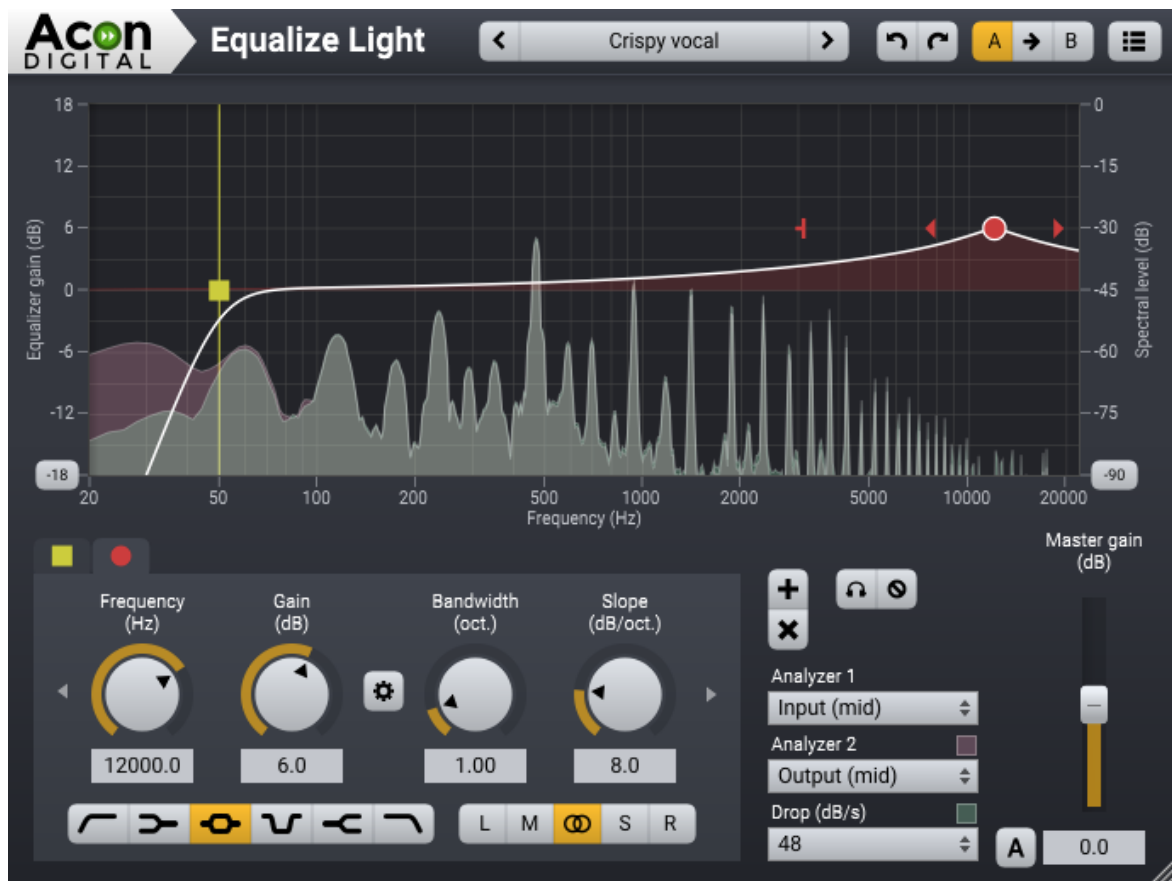 Acon
DIGITAL
Equalize Light
Crispy vocal
A
B
18
12
6
0
-6
-12
-18
Equalizer gain (dB)
0
-15
-30
-45
-60
-75
-90
Spectral level (dB)
20
50
100
200
500
1000
2000
5000
10000
20000
Frequency (Hz)
Frequency
(Hz)
Gain
(dB)
Bandwidth
(oct.)
Slope
(dB/oct.)
12000.0
6.0
1.00
8.0
L
M
S
R
Analyzer 1
Input (mid)
Analyzer 2
Output (mid)
Drop (dB/s)
48
Master gain
(dB)
A
0.0